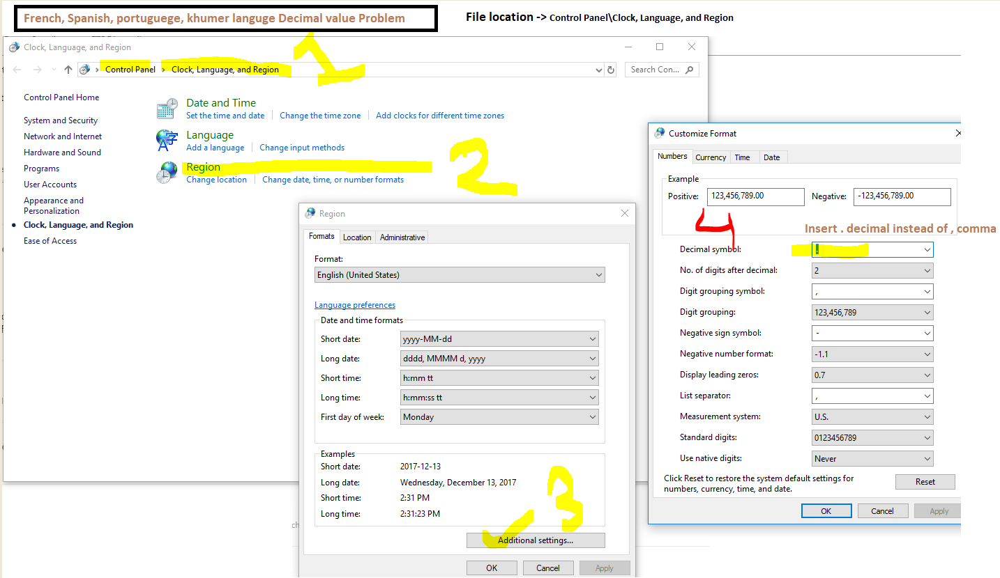 French, Spanish, portuguege, khumer languge Decimal value Problem
File location -> Control Panel\Clock, Language, and Region
Clock, Language, and Region
1
Control Panel > Clock, Language, and Region
Search Con...
Control Panel Home
System and Security
Network and Internet
Hardware and Sound
Programs
User Accounts
Appearance and
Personalization
Clock, Language, and Region
Ease of Access
Date and Time
Set the time and date
Change the time zone
Add clocks for different time zones
Language
Add a language
Change input methods
Region
Change location
Change date, time, or number formats
2
Region
Formats
Location
Administrative
Format:
English (United States)
Language preferences
Date and time formats
Short date: yyyy-MM-dd
Long date: dddd, MMMM d, yyyy
Short time: h:mm tt
Long time: h:mm:ss tt
First day of week: Monday
Examples
Short date: 2017-12-13
Long date: Wednesday, December 13, 2017
Short time: 2:31 PM
Long time: 2:31:23 PM
3
Additional settings...
OK
Cancel
Apply
Customize Format
Numbers
Currency
Time
Date
Example
Positive: 123,456,789.00
Negative: -123,456,789.00
4
Insert . decimal instead of , comma
Decimal symbol: .
No. of digits after decimal: 2
Digit grouping symbol: ,
Digit grouping: 123,456,789
Negative sign symbol: -
Negative number format: -1.1
Display leading zeros: 0.7
List separator: ,
Measurement system: U.S.
Standard digits: 0123456789
Use native digits: Never
Click Reset to restore the system default settings for
numbers, currency, time, and date.
Reset
OK
Cancel
Apply